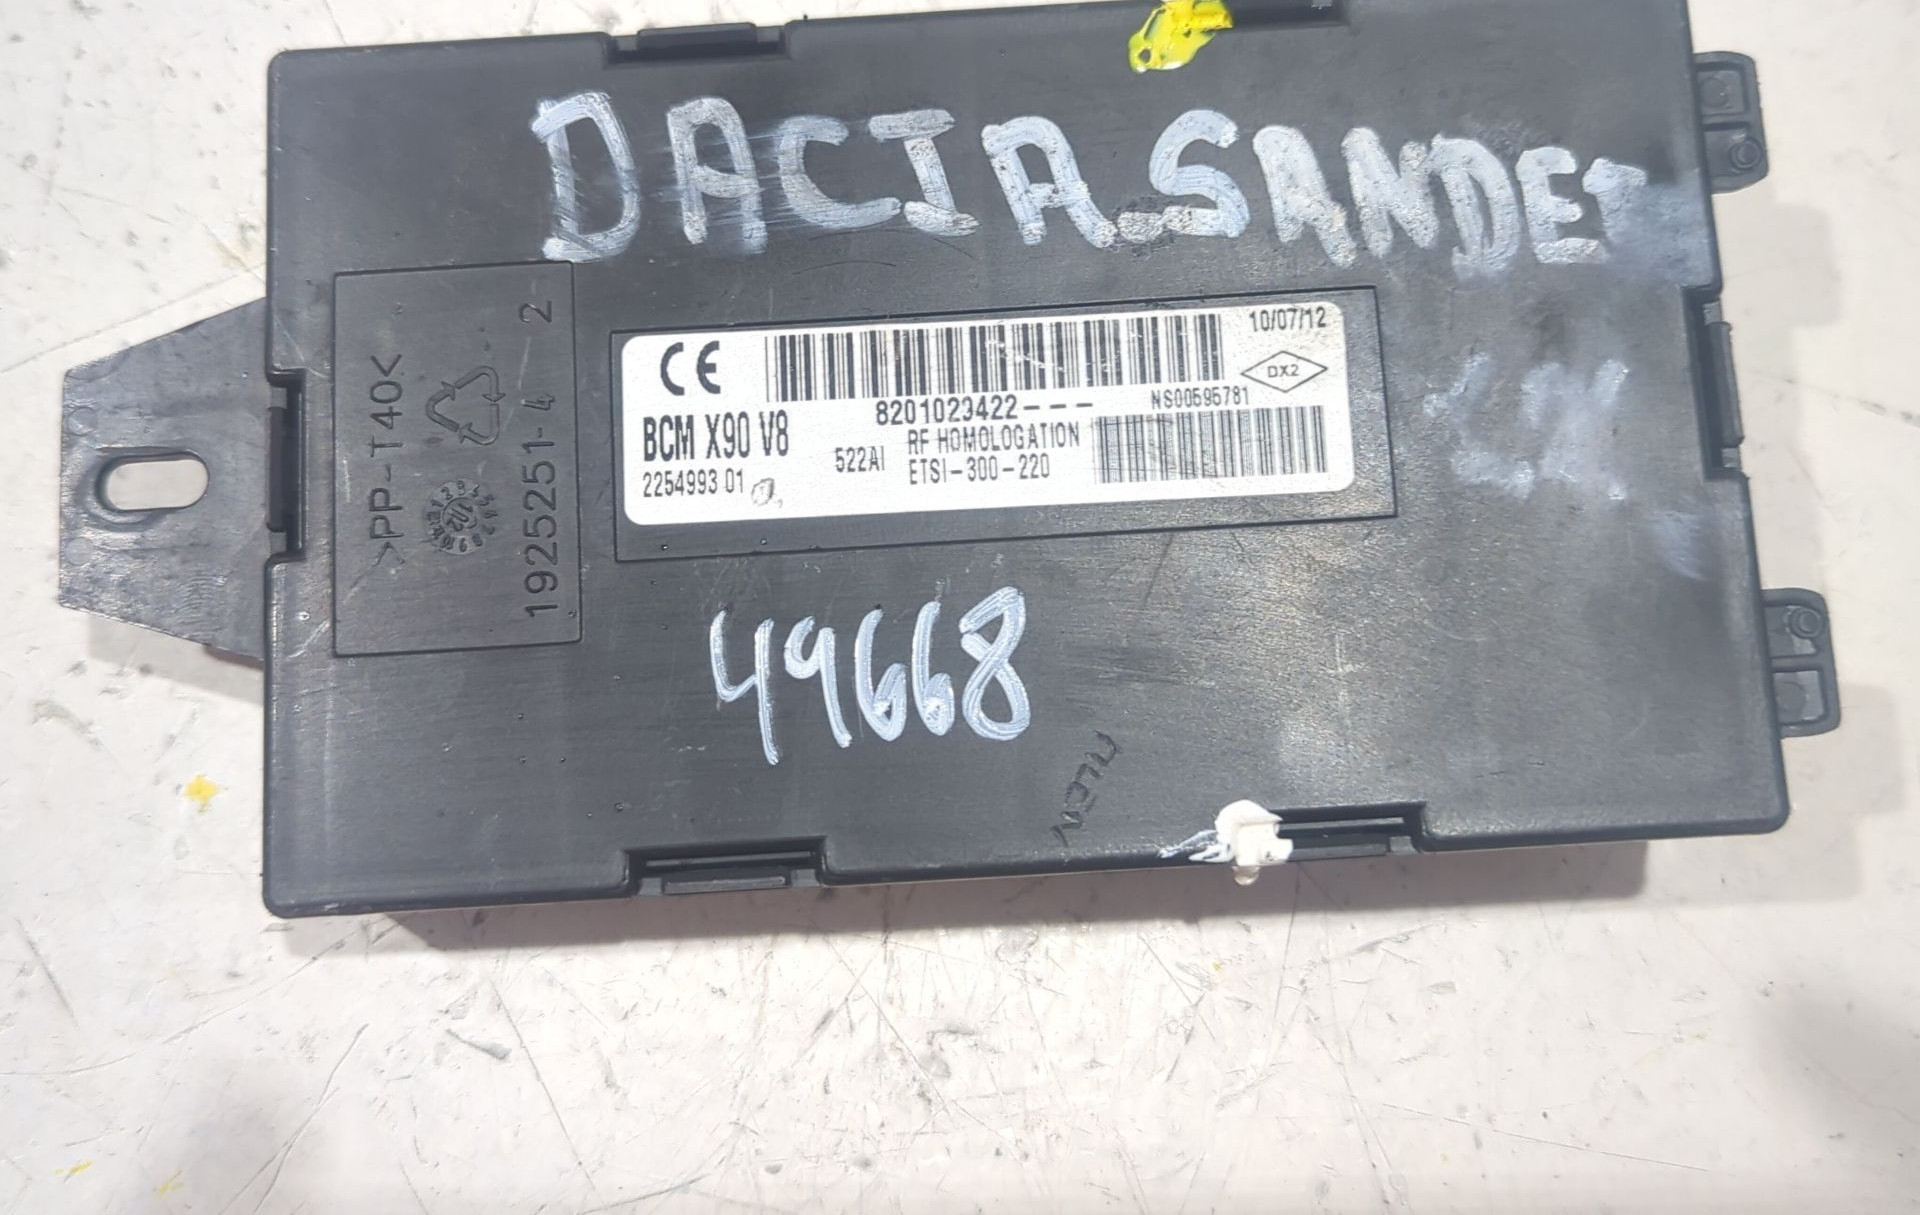 DACIA SANDE
10/07/12
CE
DX2
8201023422---
NS00595781
BCM X90 V8
522AI
RF HOMOLOGATION
ETSI-300-220
2254993 01
>PP-T40<
1925251-4 2
49668